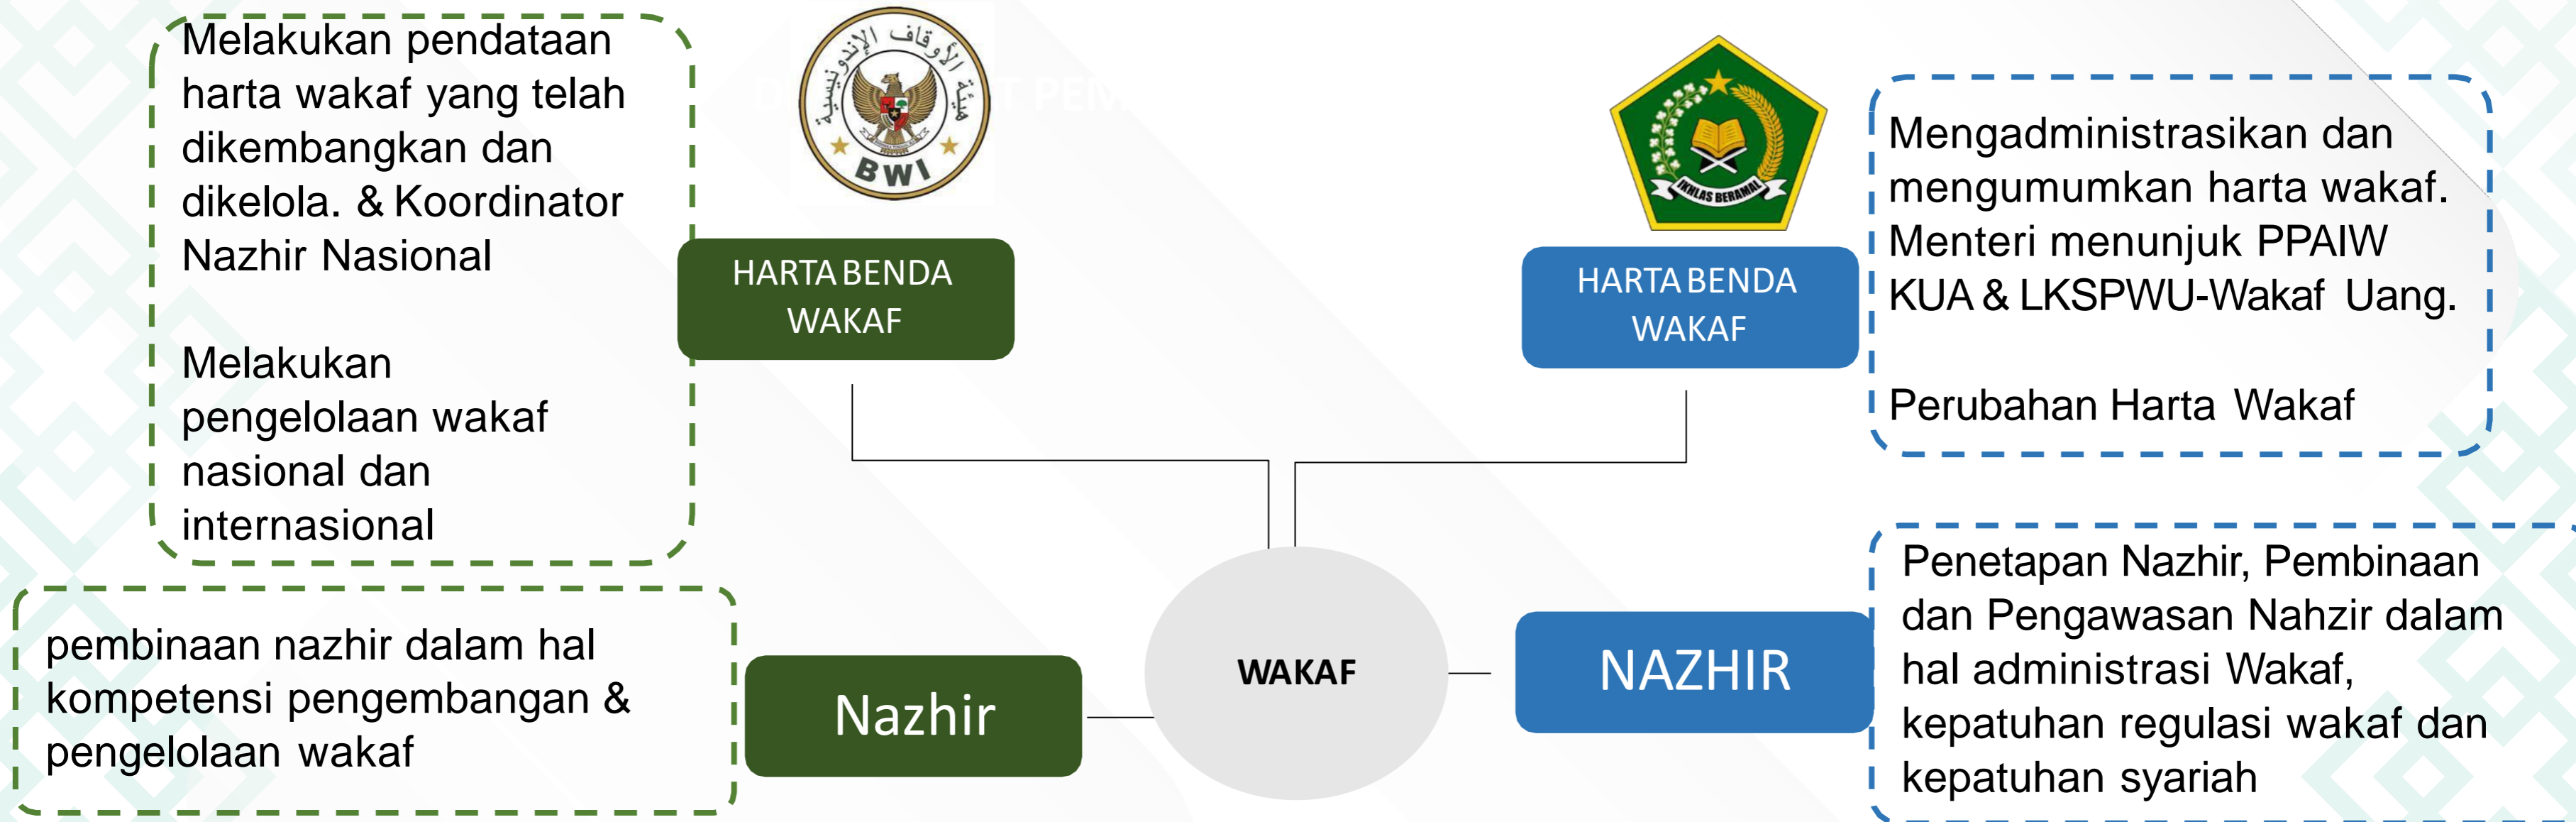 Melakukan pendataan
harta wakaf yang telah
dikembangkan dan
dikelola. & Koordinator
Nazhir Nasional
Melakukan
pengelolaan wakaf
nasional dan
internasional
هيئة الأوقاف الإندونيسية
BWI
HARTA BENDA
WAKAF
IKHLAS BERAMAL
HARTA BENDA
WAKAF
Mengadministrasikan dan
mengumumkan harta wakaf.
Menteri menunjuk PPAIW
KUA & LKSPWU-Wakaf Uang.
Perubahan Harta Wakaf
pembinaan nazhir dalam hal
kompetensi pengembangan &
pengelolaan wakaf
Nazhir
WAKAF
NAZHIR
Penetapan Nazhir, Pembinaan
dan Pengawasan Nahzir dalam
hal administrasi Wakaf,
kepatuhan regulasi wakaf dan
kepatuhan syariah